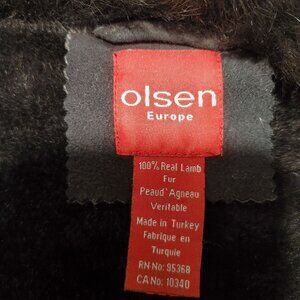 olsen
Europe
100% Real Lamb
Fur
Peaud'Agneau
Veritable
Made in Turkey
Fabrique en
Turquie
RN-No: 95368
CA-No: 10340